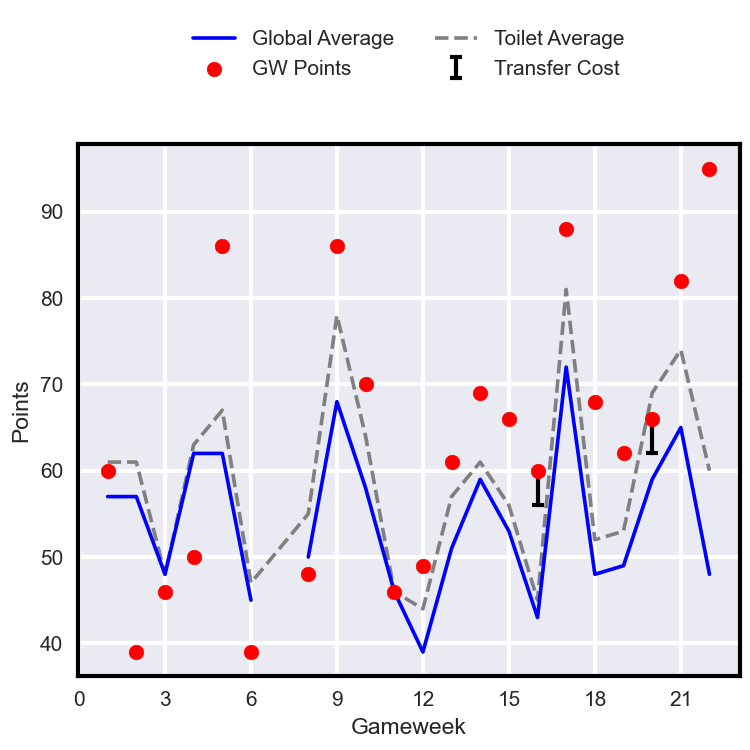 Global Average
Toilet Average
GW Points
Transfer Cost
90
80
70
60
50
40
Points
0 3 6 9 12 15 18 21
Gameweek